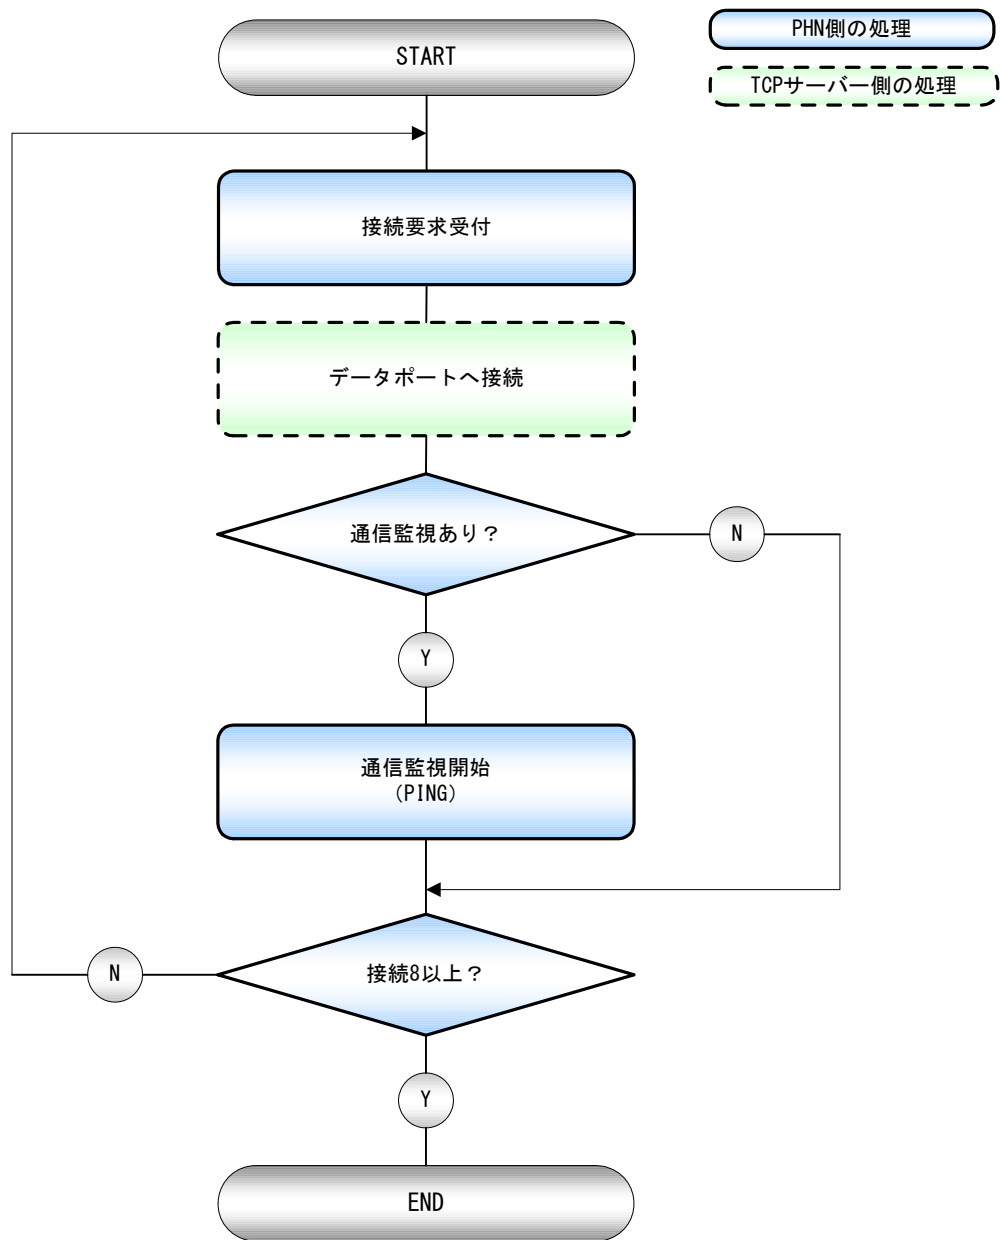 PHN側の処理
TCPサーバー側の処理
START
接続要求受付
データポートへ接続
通信監視あり？
N
Y
通信監視開始
(PING)
接続8以上？
N
Y
END